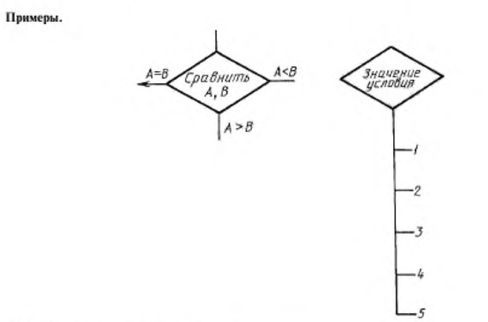 Примеры.
A=B
Сравнить
A, B
A<B
A>B
Значение
условия
1
2
3
4
5